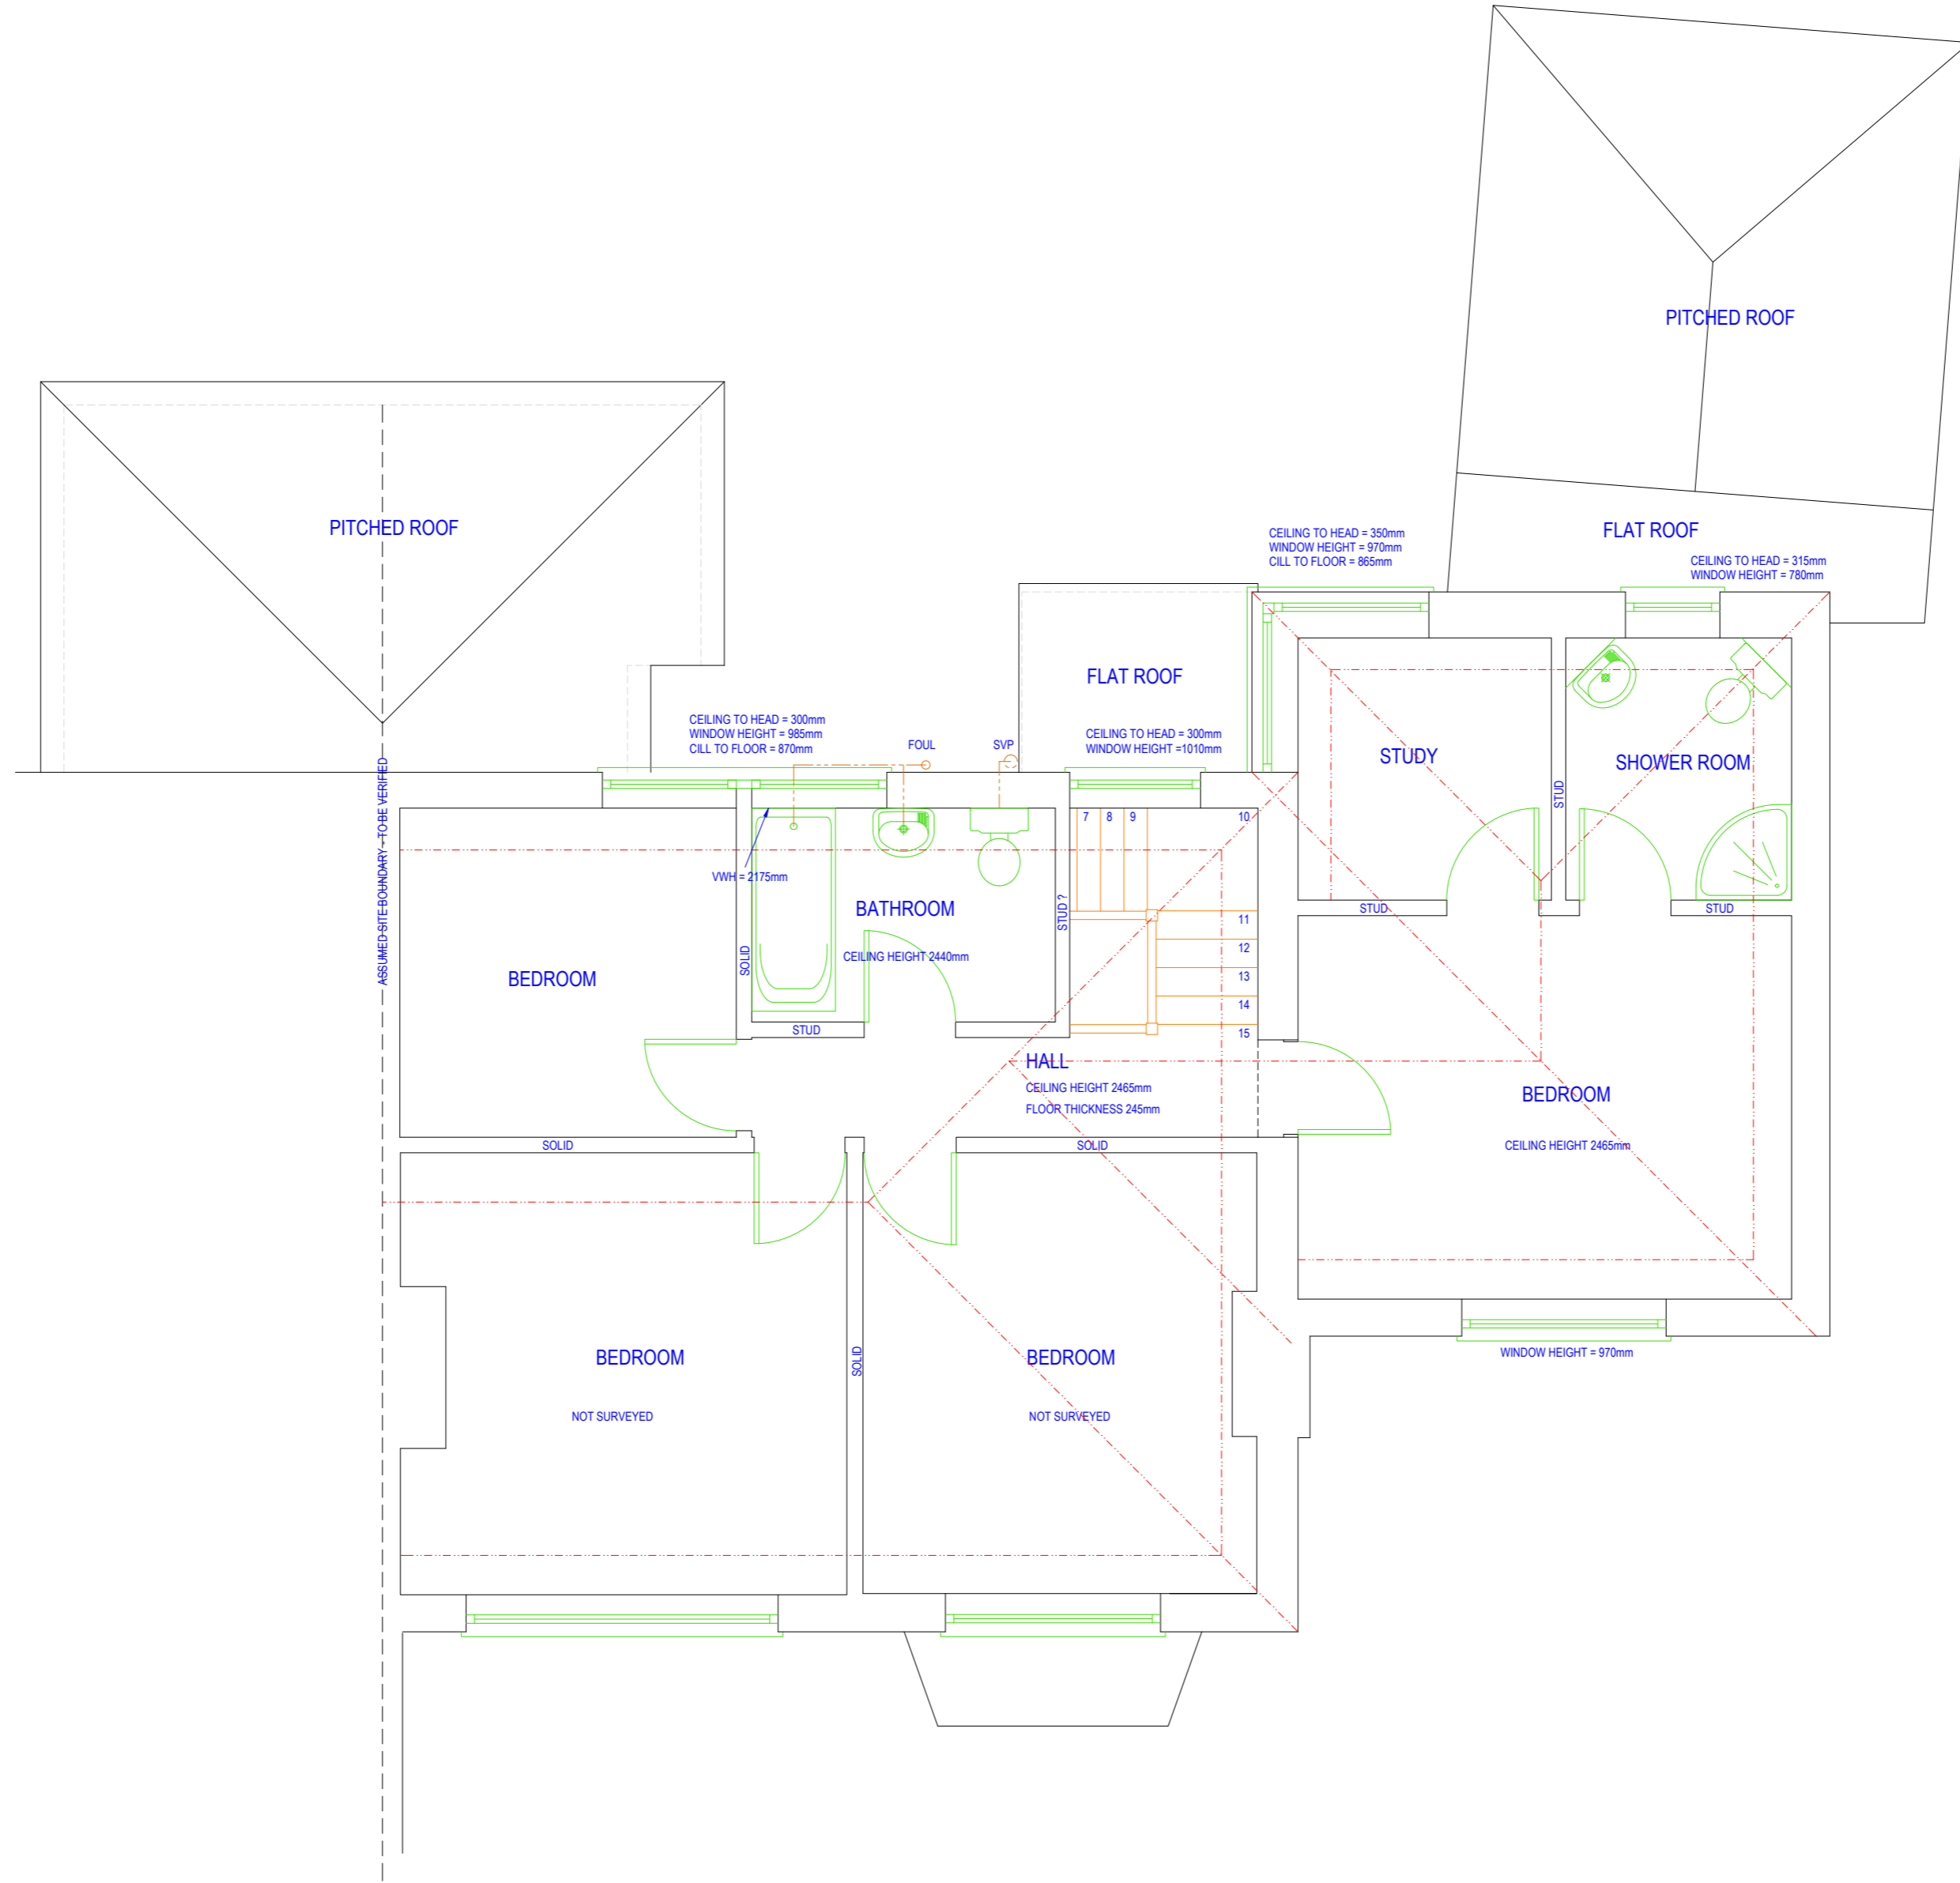 PITCHED ROOF
PITCHED ROOF
FLAT ROOF
CEILING TO HEAD = 350mm
WINDOW HEIGHT = 970mm
CILL TO FLOOR = 865mm
CEILING TO HEAD = 315mm
WINDOW HEIGHT = 780mm
FLAT ROOF
CEILING TO HEAD = 300mm
WINDOW HEIGHT = 985mm
CILL TO FLOOR = 870mm
FOUL
SVP
CEILING TO HEAD = 300mm
WINDOW HEIGHT =1010mm
STUDY
SHOWER ROOM
STUD
ASSUMED SITE BOUNDARY - TO BE VERIFIED
7
8
9
10
VWH = 2175mm
BATHROOM
STUD ?
STUD
STUD
11
SOLID
CEILING HEIGHT 2440mm
12
BEDROOM
13
14
STUD
15
HALL
CEILING HEIGHT 2465mm
FLOOR THICKNESS 245mm
BEDROOM
CEILING HEIGHT 2465mm
SOLID
SOLID
BEDROOM
SOLID
BEDROOM
WINDOW HEIGHT = 970mm
NOT SURVEYED
NOT SURVEYED